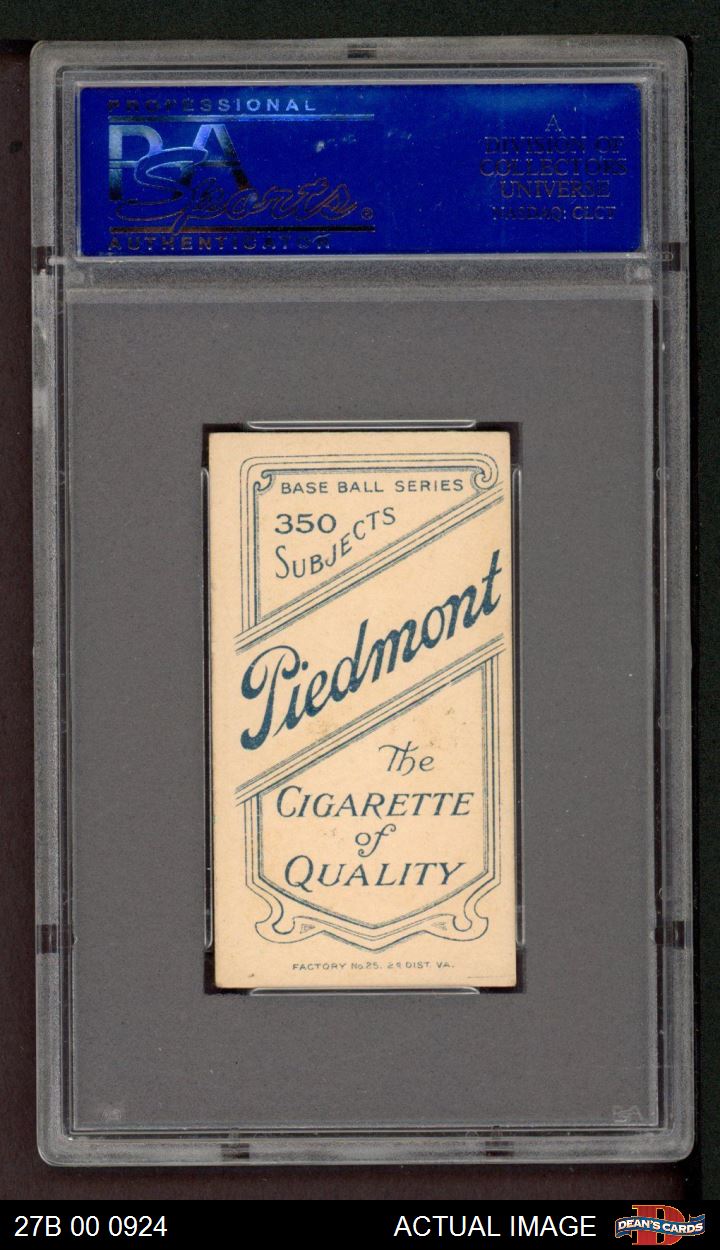 PROFESSIONAL
PSA
Sports®
AUTHENTICATOR
A
DIVISION OF
COLLECTORS
UNIVERSE
NASDAQ: CLCT
BASE BALL SERIES
350
SUBJECTS
Piedmont
The
CIGARETTE
of
QUALITY
FACTORY No. 25, 2d DIST. VA.
PSA
27B 00 0924
ACTUAL IMAGE
D
DEAN'S CARDS